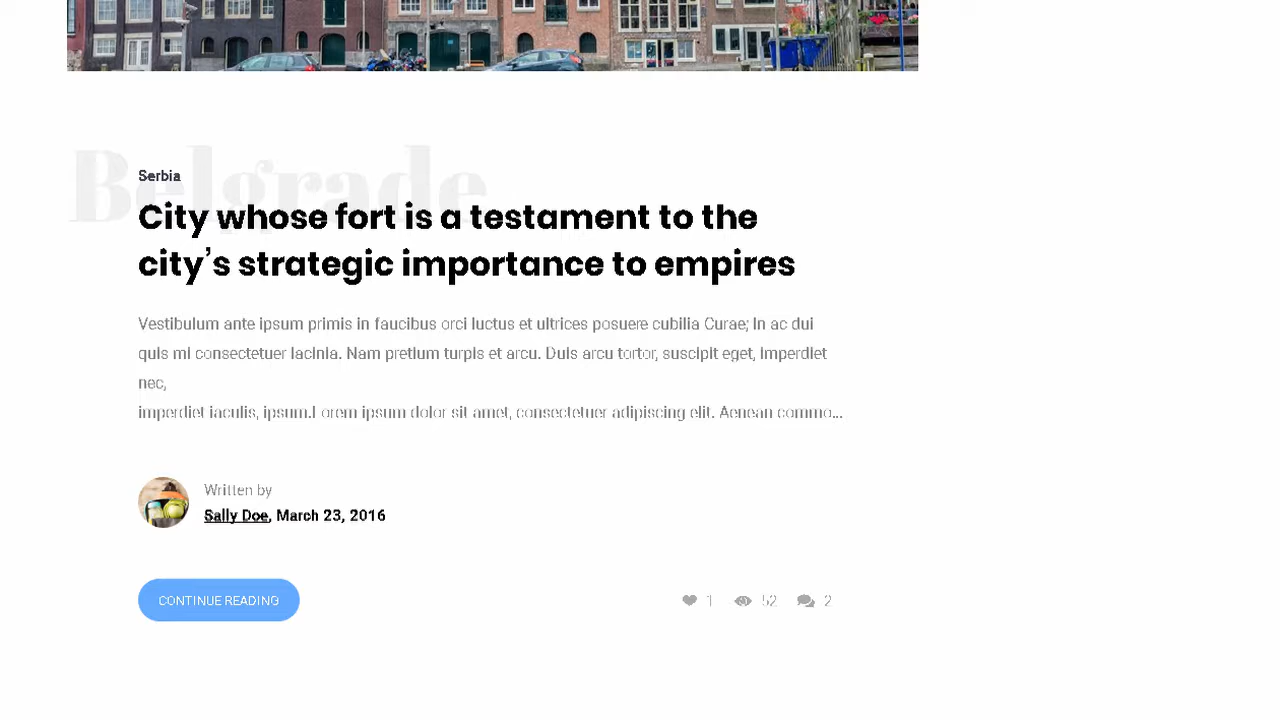 Belgrade
Serbia
City whose fort is a testament to the
city’s strategic importance to empires
Vestibulum ante ipsum primis in faucibus orci luctus et ultrices posuere cubilia Curae; In ac dui
quis mi consectetuer lacinia. Nam pretium turpis et arcu. Duis arcu tortor, suscipit eget, imperdiet
nec,
imperdiet iaculis, ipsum.Lorem ipsum dolor sit amet, consectetuer adipiscing elit. Aenean commo...
Written by
Sally Doe, March 23, 2016
CONTINUE READING
1 52 2